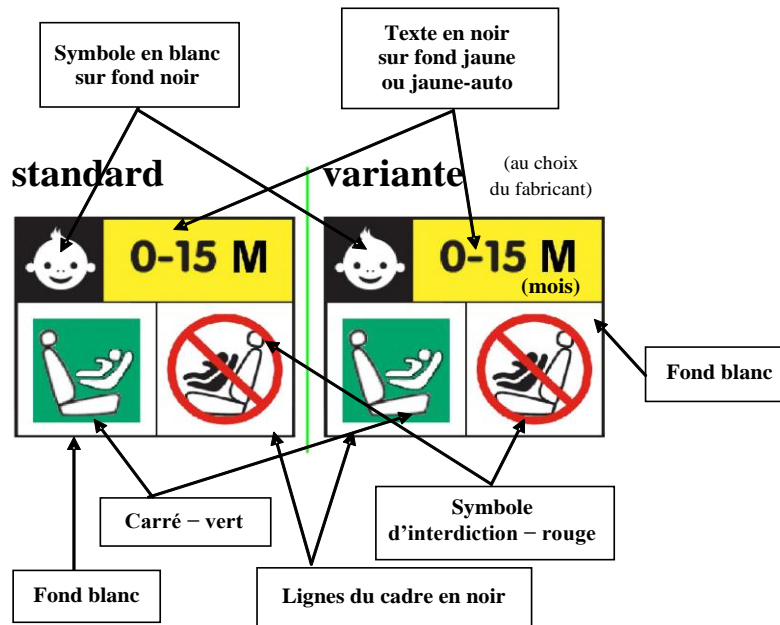 Symbole en blanc
sur fond noir
Texte en noir
sur fond jaune
ou jaune-auto
standard
variante
(au choix
du fabricant)
0-15 M
0-15 M
(mois)
Fond blanc
Carré – vert
Symbole
d’interdiction – rouge
Fond blanc
Lignes du cadre en noir